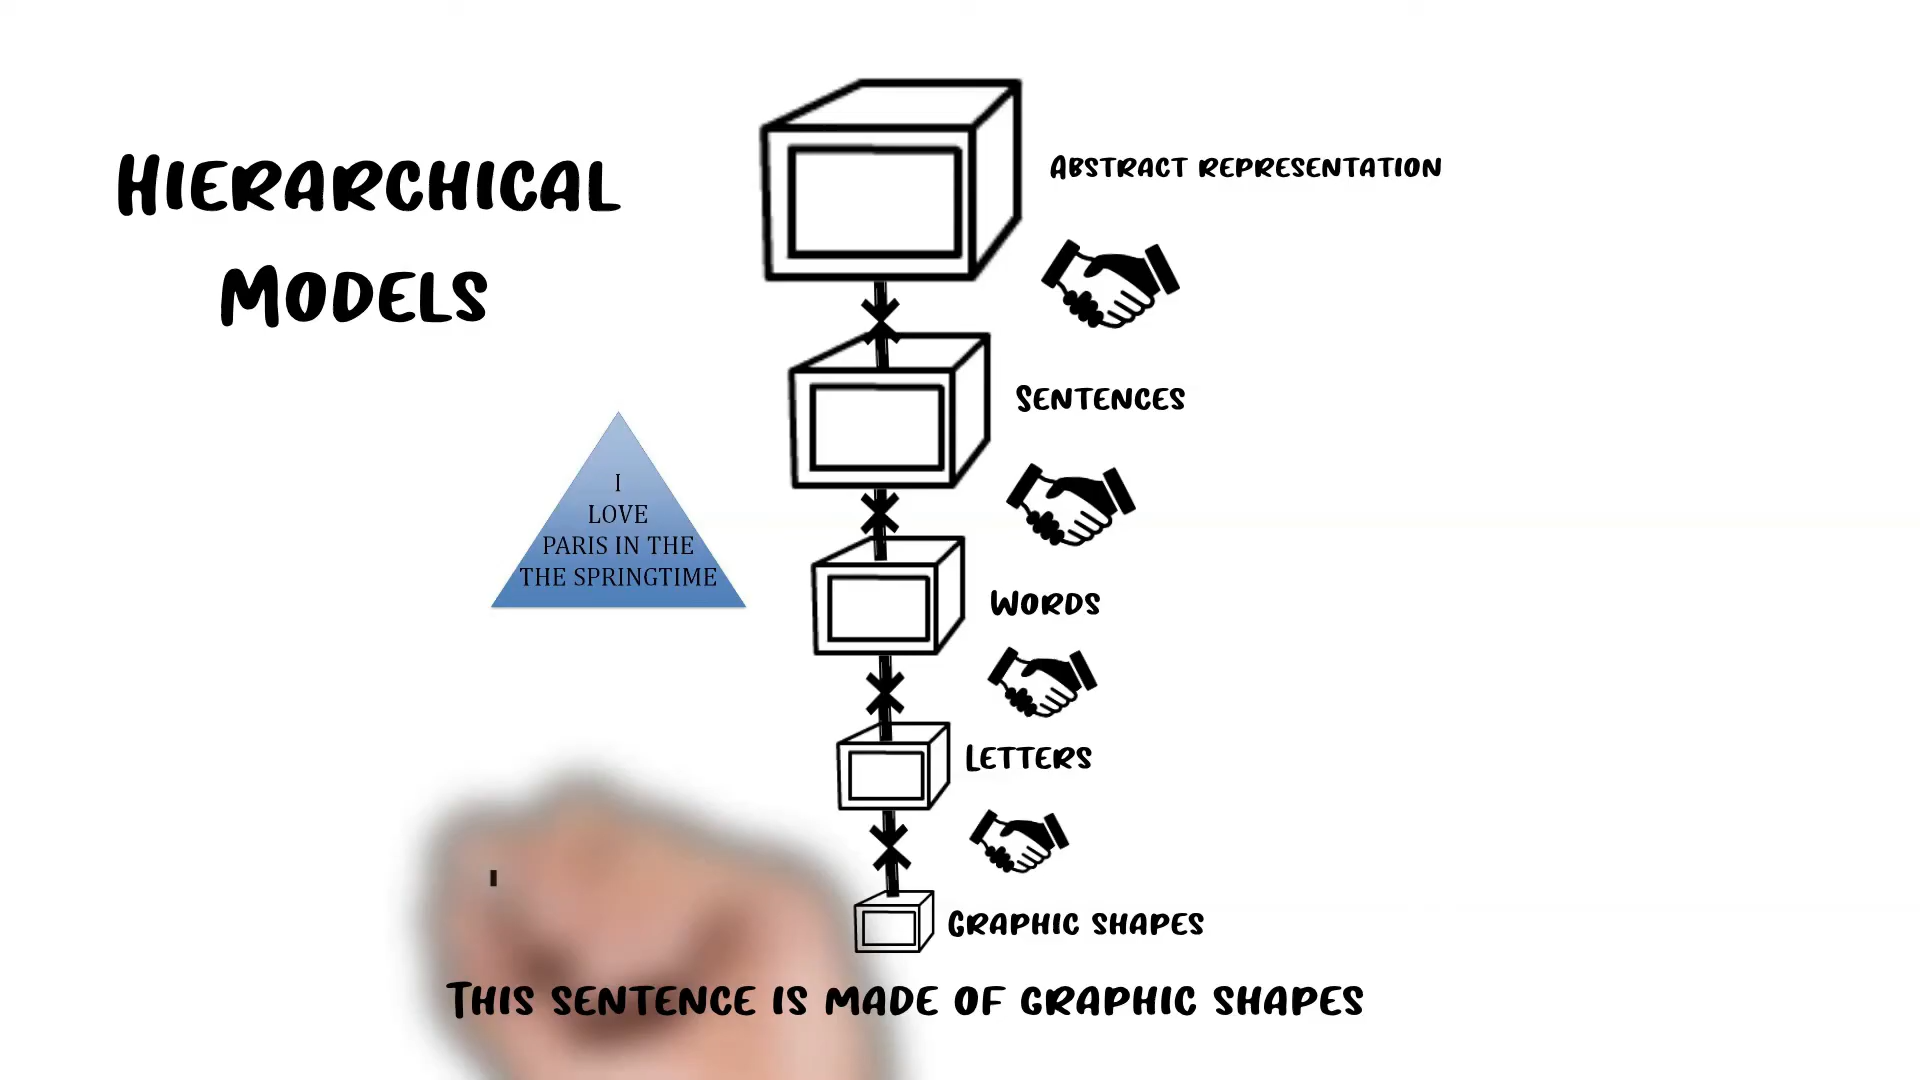 HIERARCHICAL
MODELS
ABSTRACT REPRESENTATION
SENTENCES
I
LOVE
PARIS IN THE
THE SPRINGTIME
WORDS
LETTERS
GRAPHIC SHAPES
THIS SENTENCE IS MADE OF GRAPHIC SHAPES